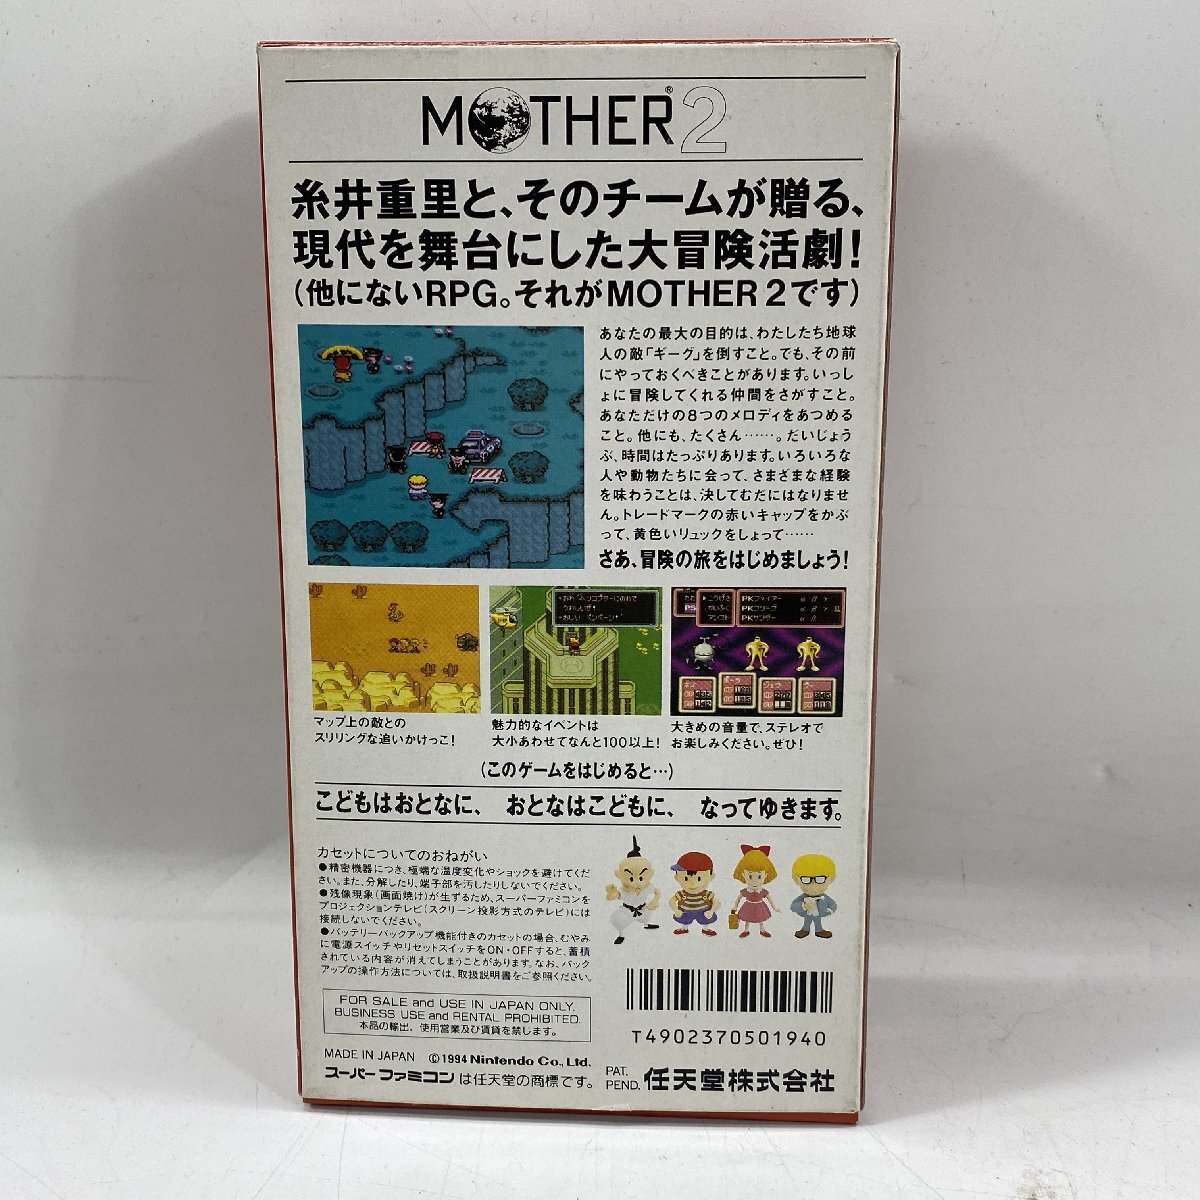 MOTHER® 2
糸井重里と、そのチームが贈る、
現代を舞台にした大冒険活劇!
(他にないRPG。それがMOTHER 2です)
あなたの最大の目的は、わたしたち地球
人の敵「ギーグ」を倒すこと。でも、その前
にやっておくべきことがあります。いっし
ょに冒険してくれる仲間をさがすこと。
あなただけの8つのメロディをあつめる
こと。他にも、たくさん……。だいじょう
ぶ、時間はたっぷりあります。いろいろな
人や動物たちに会って、さまざまな経験
を味わうことは、決してむだにはなりませ
ん。トレードマークの赤いキャップをかぶ
って、黄色いリュックをしょって……
さあ、冒険の旅をはじめましょう!
こうげき
かいふく
アシスト
PKファイアー α β γ
PKフリーズ α β γ Ω
PKサンダー α β
マップ上の敵との
スリリングな追いかけっこ!
魅力的なイベントは
大小あわせてなんと100以上!
大きめの音量で、ステレオで
お楽しみください。ぜひ!
(このゲームをはじめると…)
こどもはおとなに、 おとなはこどもに、 なってゆきます。
カセットについてのおねがい
●精密機器につき、極端な温度変化やショックを避けてくだ
さい。また、分解したり、端子部を汚したりしないでください。
●残像現象(画面焼け)が生ずるため、スーパーファミコンを
プロジェクションテレビ(スクリーン投影方式のテレビ)には
接続しないでください。
●バッテリーバックアップ機能付きのカセットの場合、むやみ
に電源スイッチやリセットスイッチをON・OFFすると、蓄積
されている内容が消えてしまうことがあります。なお、バック
アップの操作方法については、取扱説明書をご参照ください。
FOR SALE and USE IN JAPAN ONLY.
BUSINESS USE and RENTAL PROHIBITED.
本品の輸出、使用営業及び賃貸を禁じます。
T4902370501940
MADE IN JAPAN ©1994 Nintendo Co., Ltd.
スーパーファミコンは任天堂の商標です。
PAT.
PEND. 任天堂株式会社